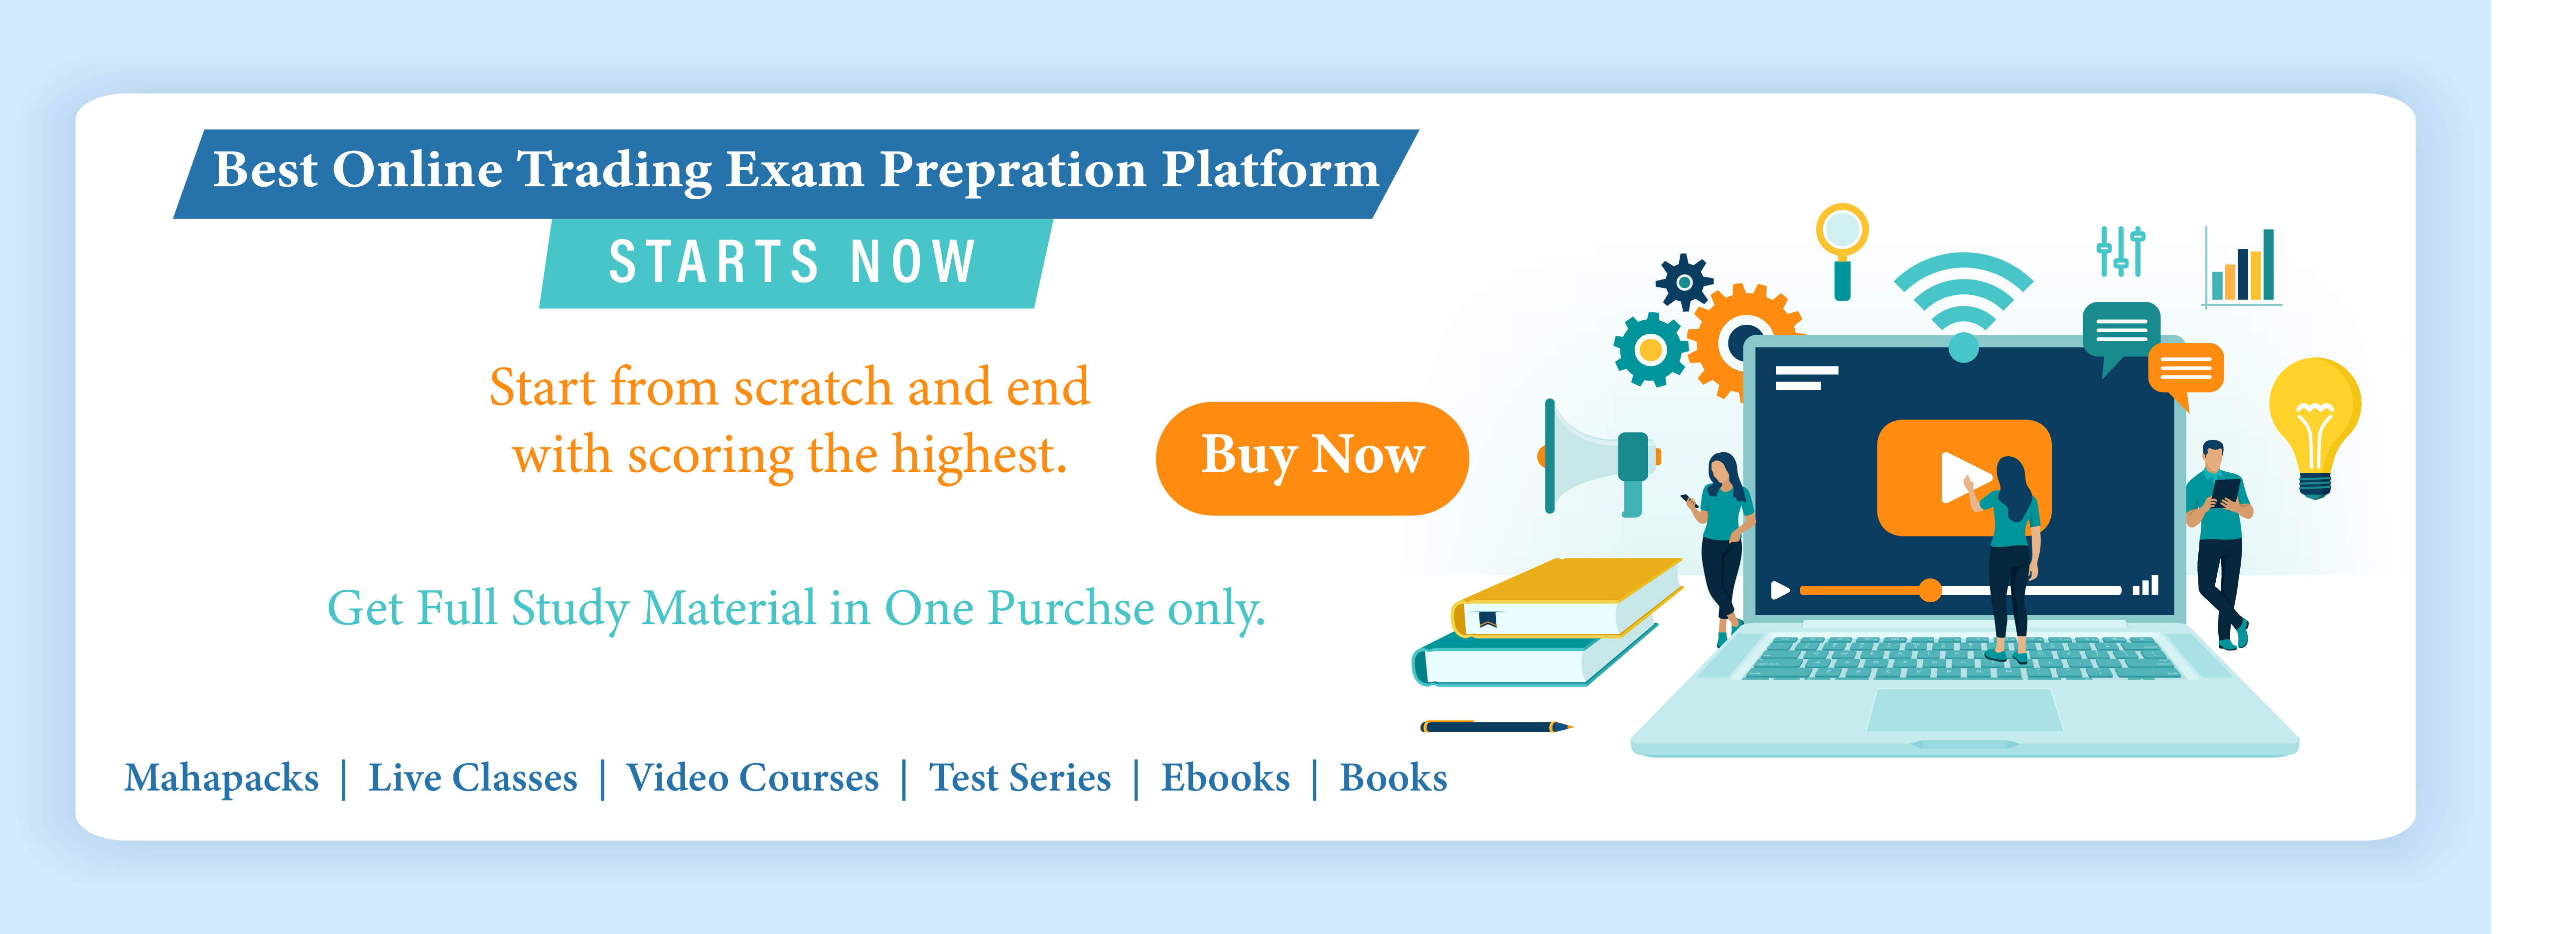 Best Online Trading Exam Prepration Platform
STARTS NOW
Start from scratch and end
with scoring the highest.
Buy Now
Get Full Study Material in One Purchse only.
Mahapacks | Live Classes | Video Courses | Test Series | Ebooks | Books